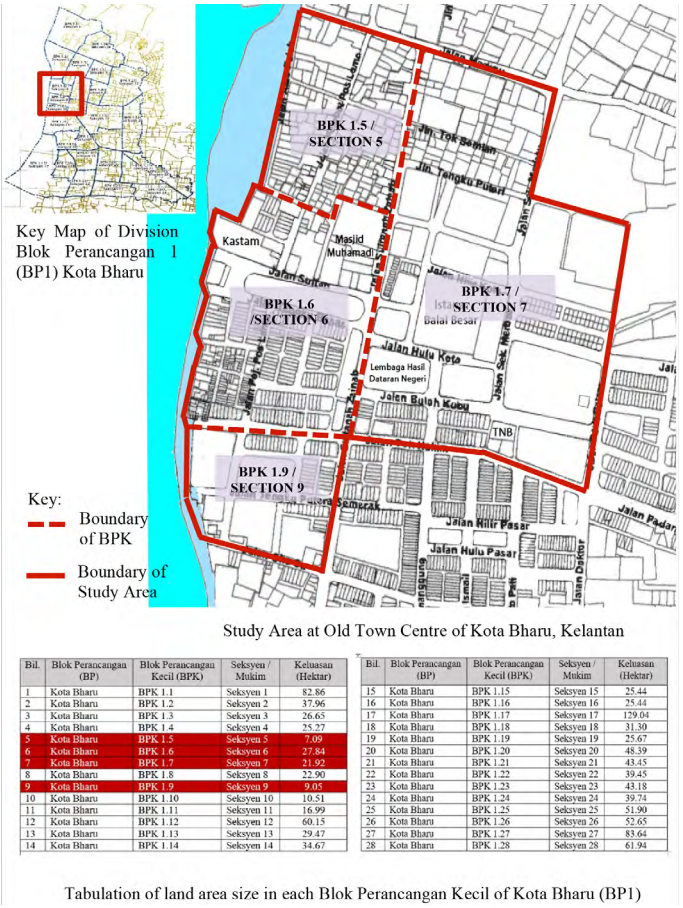 BPK 1.5 /
SECTION 5
Jln. Tok Semian
Jln. Tengku Puteri
Key Map of Division
Blok Perancangan 1
(BP1) Kota Bharu
Kastam
Masjid
Muhamadi
Jalan Sultan
BPK 1.6
/SECTION 6
BPK 1.7 /
SECTION 7
Balai Besar
Jalan Hulu Kota
Lembaga Hasil
Dataran Negeri
Jalan Buloh Kubu
TNB
BPK 1.9 /
SECTION 9
Semerak
Jalan Hilir Pasar
Jalan Hulu Pasar
Jalan Padang
Jalan Doktor
Key:
Boundary
of BPK
Boundary of
Study Area
Study Area at Old Town Centre of Kota Bharu, Kelantan
Bil. Blok Perancangan (BP) Blok Perancangan Kecil (BPK) Seksyen / Mukim Keluasan (Hektar)
1 Kota Bharu BPK 1.1 Seksyen 1 82.86
2 Kota Bharu BPK 1.2 Seksyen 2 37.96
3 Kota Bharu BPK 1.3 Seksyen 3 26.65
4 Kota Bharu BPK 1.4 Seksyen 4 25.27
5 Kota Bharu BPK 1.5 Seksyen 5 7.09
6 Kota Bharu BPK 1.6 Seksyen 6 27.84
7 Kota Bharu BPK 1.7 Seksyen 7 21.92
8 Kota Bharu BPK 1.8 Seksyen 8 22.90
9 Kota Bharu BPK 1.9 Seksyen 9 9.05
10 Kota Bharu BPK 1.10 Seksyen 10 10.51
11 Kota Bharu BPK 1.11 Seksyen 11 16.99
12 Kota Bharu BPK 1.12 Seksyen 12 60.15
13 Kota Bharu BPK 1.13 Seksyen 13 29.47
14 Kota Bharu BPK 1.14 Seksyen 14 34.67
Bil. Blok Perancangan (BP) Blok Perancangan Kecil (BPK) Seksyen / Mukim Keluasan (Hektar)
15 Kota Bharu BPK 1.15 Seksyen 15 25.44
16 Kota Bharu BPK 1.16 Seksyen 16 25.44
17 Kota Bharu BPK 1.17 Seksyen 17 129.04
18 Kota Bharu BPK 1.18 Seksyen 18 31.30
19 Kota Bharu BPK 1.19 Seksyen 19 25.67
20 Kota Bharu BPK 1.20 Seksyen 20 48.39
21 Kota Bharu BPK 1.21 Seksyen 21 43.45
22 Kota Bharu BPK 1.22 Seksyen 22 39.45
23 Kota Bharu BPK 1.23 Seksyen 23 43.18
24 Kota Bharu BPK 1.24 Seksyen 24 39.74
25 Kota Bharu BPK 1.25 Seksyen 25 51.90
26 Kota Bharu BPK 1.26 Seksyen 26 52.65
27 Kota Bharu BPK 1.27 Seksyen 27 83.64
28 Kota Bharu BPK 1.28 Seksyen 28 61.94
Tabulation of land area size in each Blok Perancangan Kecil of Kota Bharu (BP1)